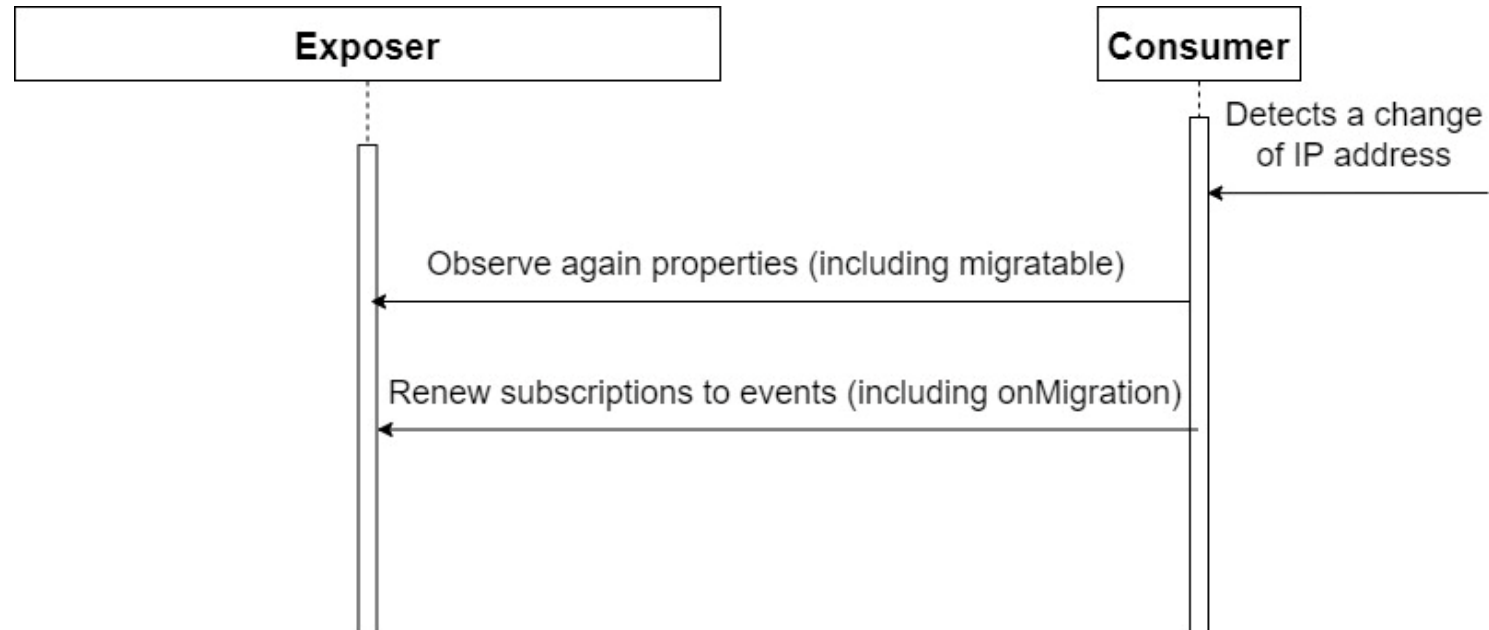 Exposer
Consumer
Detects a change
of IP address
Observe again properties (including migratable)
Renew subscriptions to events (including onMigration)